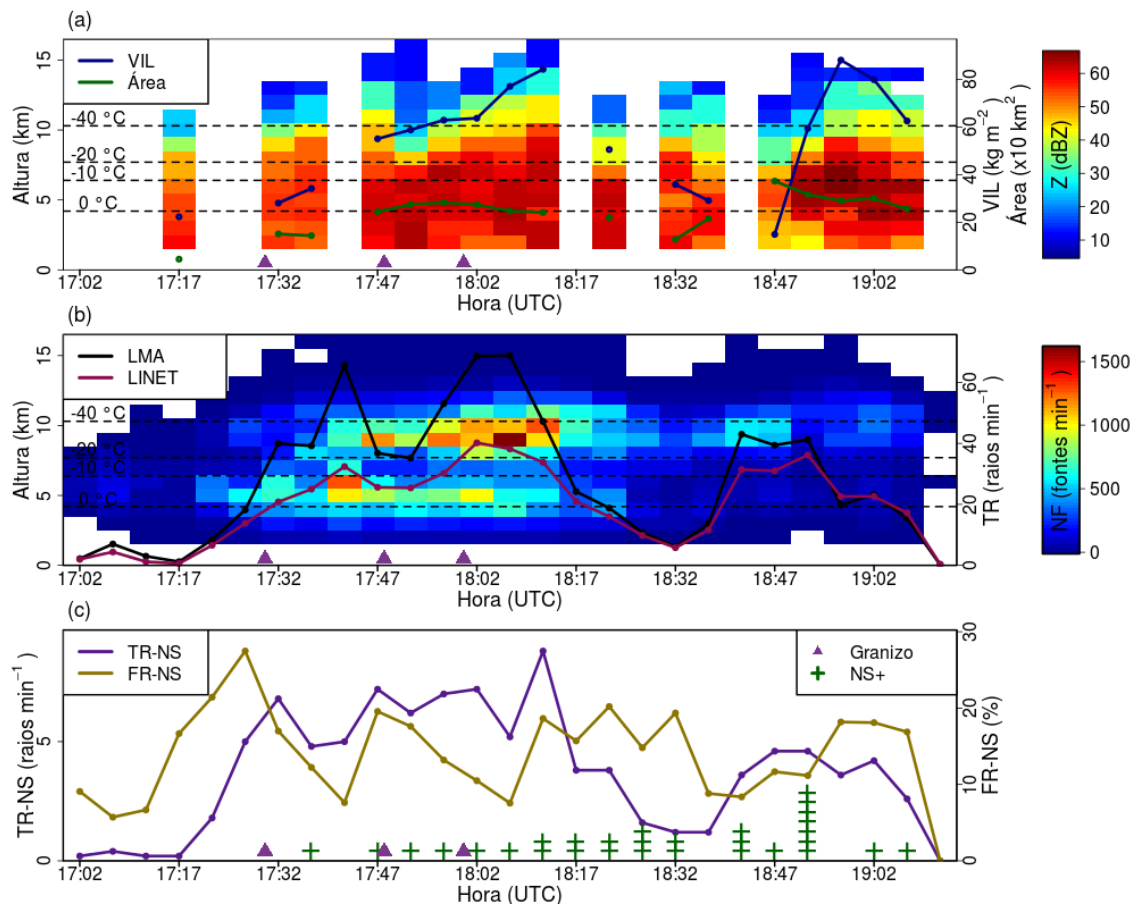 (a)
VIL
Área
15
10
5
0
Altura (km)
-40 °C
-20 °C
-10 °C
0 °C
80
60
40
20
0
VIL (kg m⁻²)
Área (x10 km²)
60
50
40
30
20
10
Z (dBZ)
17:02 17:17 17:32 17:47 18:02 18:17 18:32 18:47 19:02
Hora (UTC)
(b)
LMA
LINET
15
10
5
0
Altura (km)
-40 °C
-20 °C
-10 °C
0 °C
60
40
20
0
TR (raios min⁻¹)
1500
1000
500
0
NF (fontes min⁻¹)
17:02 17:17 17:32 17:47 18:02 18:17 18:32 18:47 19:02
Hora (UTC)
(c)
TR-NS
FR-NS
Granizo
NS+
5
0
TR-NS (raios min⁻¹)
30
20
10
0
FR-NS (%)
17:02 17:17 17:32 17:47 18:02 18:17 18:32 18:47 19:02
Hora (UTC)